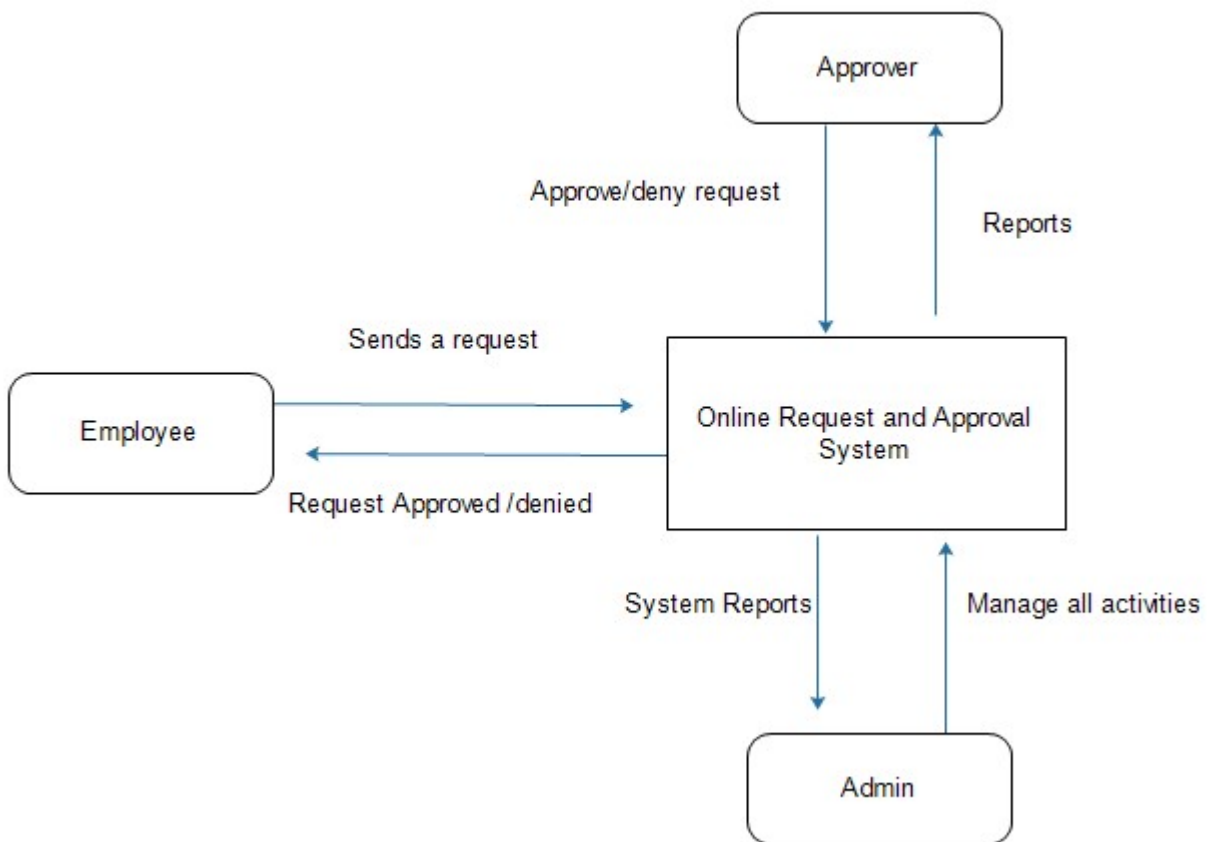 Approver
Approve/deny request
Reports
Sends a request
Employee
Online Request and Approval
System
Request Approved /denied
System Reports
Manage all activities
Admin